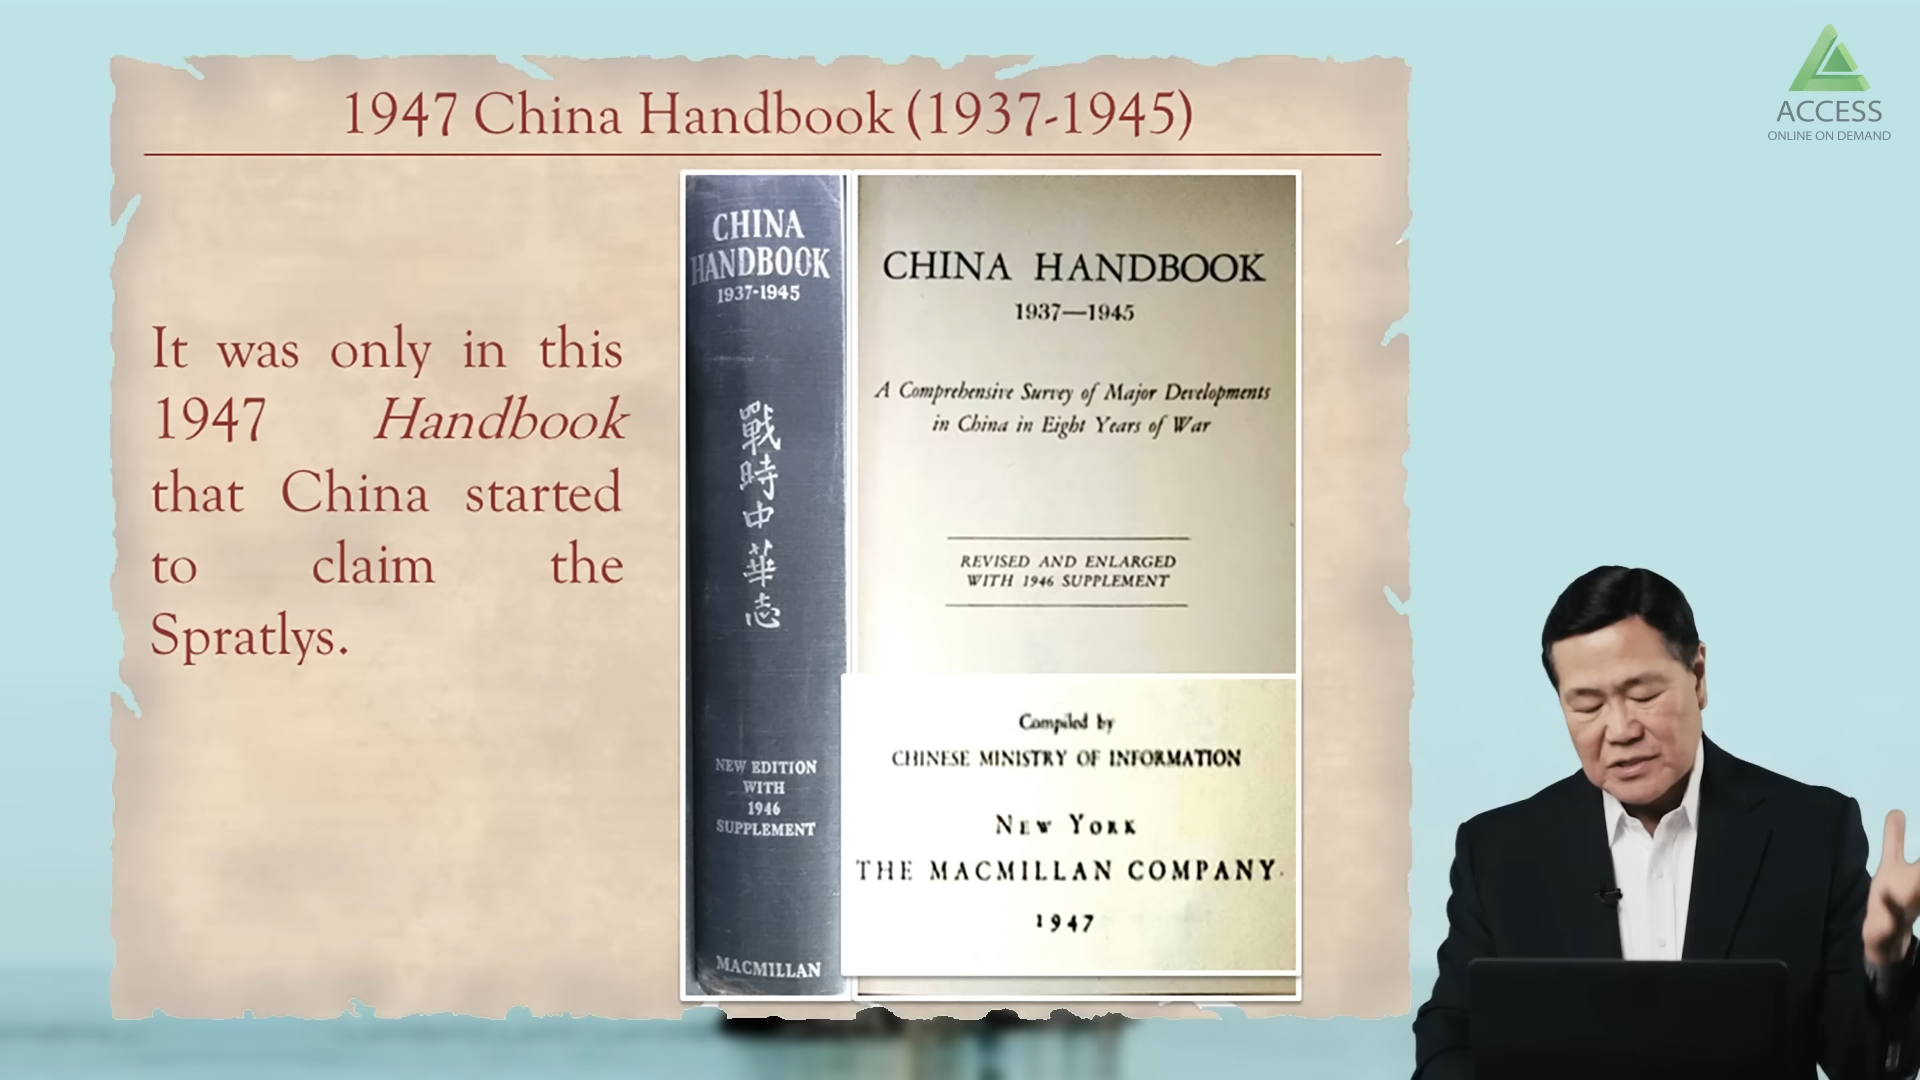 1947 China Handbook (1937-1945)
It was only in this
1947 Handbook
that China started
to claim the
Spratlys.
CHINA
HANDBOOK
1937-1945
戰時中華志
NEW EDITION
WITH
1946
SUPPLEMENT
MACMILLAN
CHINA HANDBOOK
1937—1945
A Comprehensive Survey of Major Developments
in China in Eight Years of War
REVISED AND ENLARGED
WITH 1946 SUPPLEMENT
Compiled by
CHINESE MINISTRY OF INFORMATION
NEW YORK
THE MACMILLAN COMPANY
1947
ACCESS
ONLINE ON DEMAND